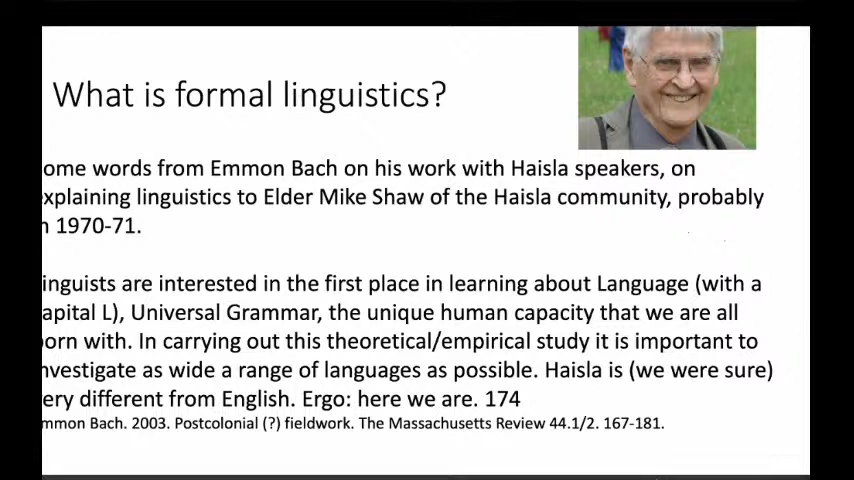 What is formal linguistics?
ome words from Emmon Bach on his work with Haisla speakers, on
explaining linguistics to Elder Mike Shaw of the Haisla community, probably
n 1970-71.
inguists are interested in the first place in learning about Language (with a
apital L), Universal Grammar, the unique human capacity that we are all
born with. In carrying out this theoretical/empirical study it is important to
nvestigate as wide a range of languages as possible. Haisla is (we were sure)
ery different from English. Ergo: here we are. 174
mmon Bach. 2003. Postcolonial (?) fieldwork. The Massachusetts Review 44.1/2. 167-181.